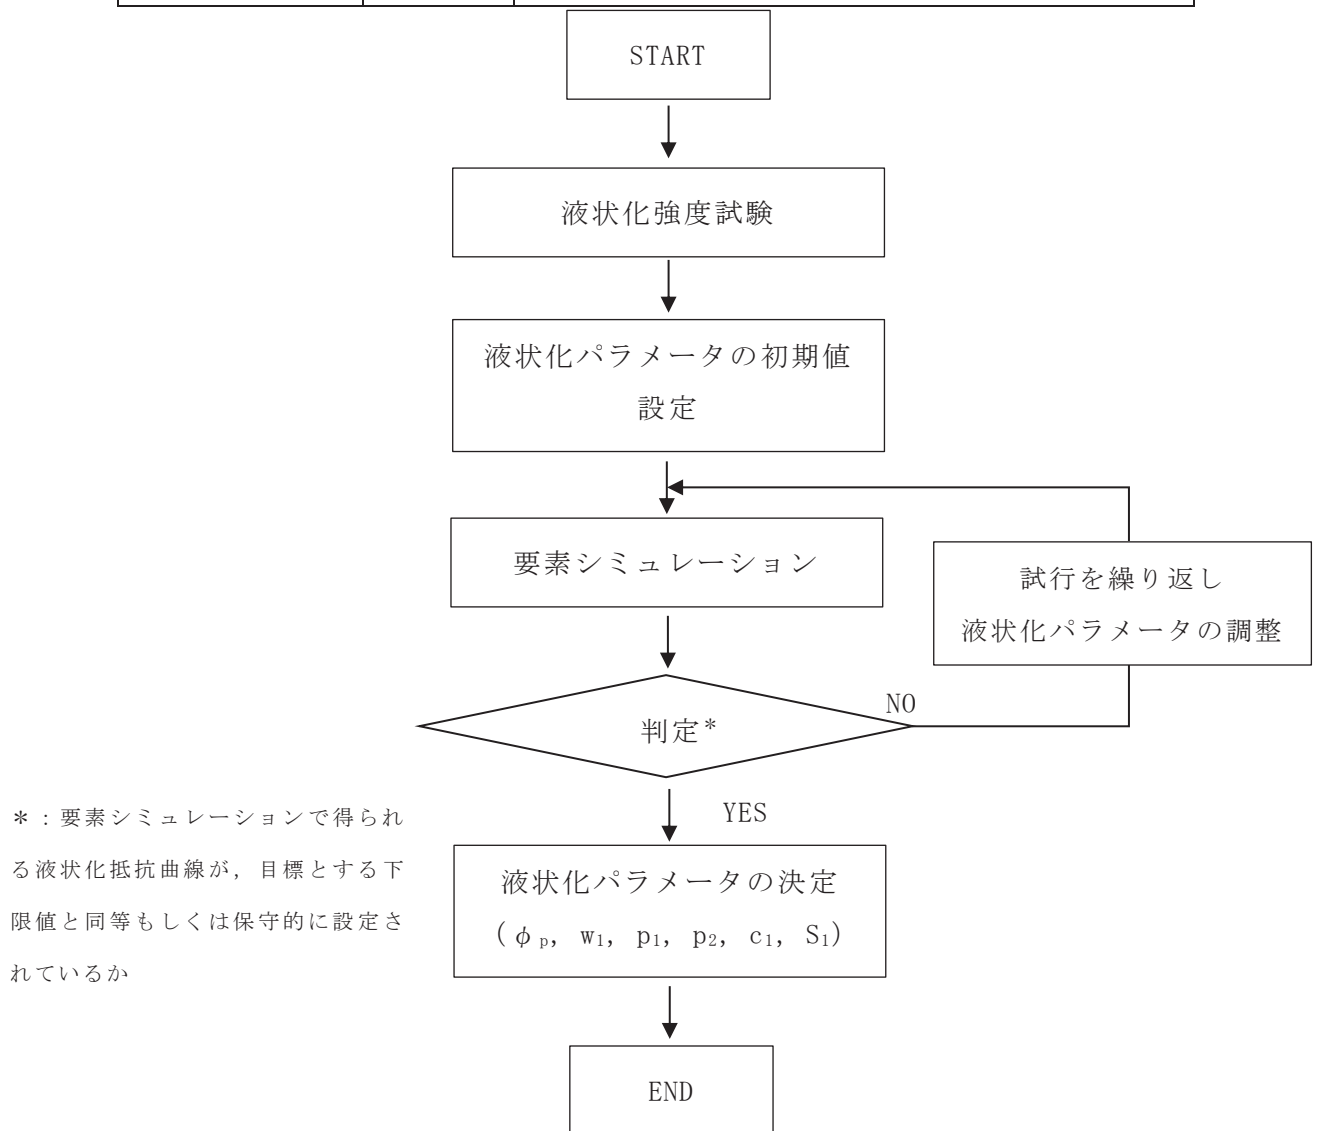 START
液状化強度試験
液状化パラメータの初期値
設定
要素シミュレーション
試行を繰り返し
液状化パラメータの調整
判定*
NO
YES
*:要素シミュレーションで得られ
る液状化抵抗曲線が,目標とする下
限値と同等もしくは保守的に設定さ
れているか
液状化パラメータの決定
(φp, w1, p1, p2, c1, S1)
END